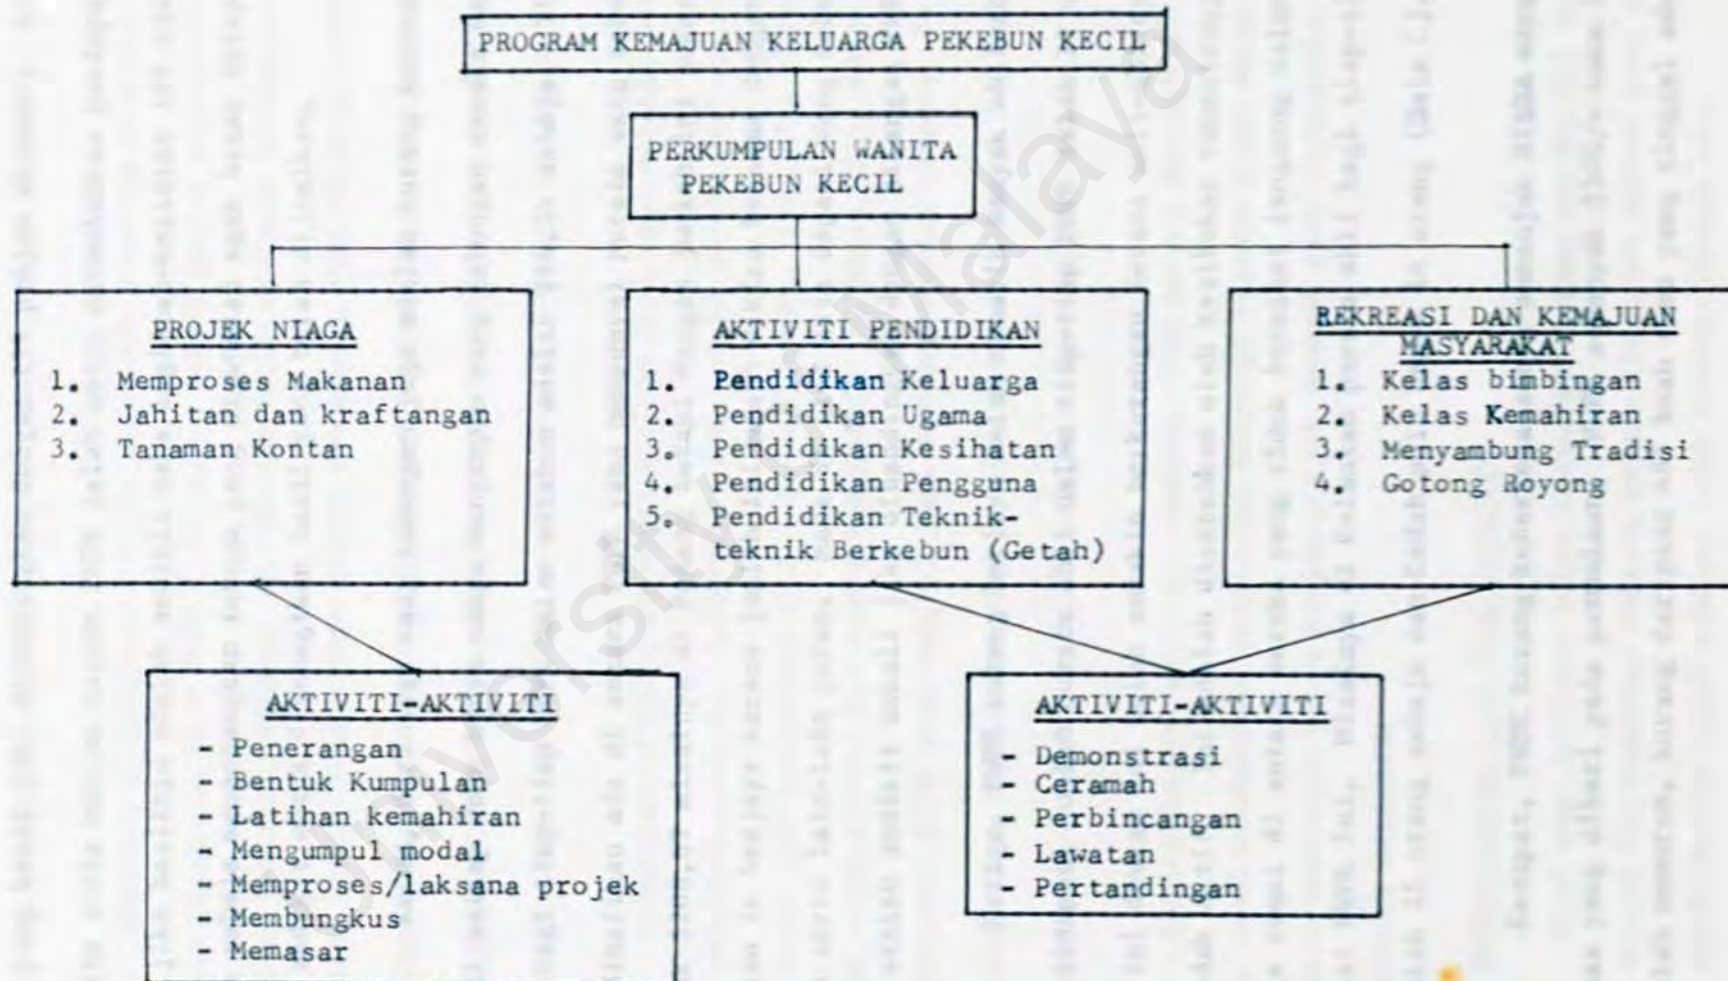 PROGRAM KEMAJUAN KELUARGA PEKEBUN KECIL
PERKUMPULAN WANITA
PEKEBUN KECIL
PROJEK NIAGA
1. Memproses Makanan
2. Jahitan dan kraftangan
3. Tanaman Kontan
AKTIVITI PENDIDIKAN
1. Pendidikan Keluarga
2. Pendidikan Ugama
3. Pendidikan Kesihatan
4. Pendidikan Pengguna
5. Pendidikan Teknik-
teknik Berkebun (Getah)
REKREASI DAN KEMAJUAN
MASYARAKAT
1. Kelas bimbingan
2. Kelas Kemahiran
3. Menyambung Tradisi
4. Gotong Royong
AKTIVITI-AKTIVITI
- Penerangan
- Bentuk Kumpulan
- Latihan kemahiran
- Mengumpul modal
- Memproses/laksana projek
- Membungkus
- Memasar
AKTIVITI-AKTIVITI
- Demonstrasi
- Ceramah
- Perbincangan
- Lawatan
- Pertandingan
University of Malaya